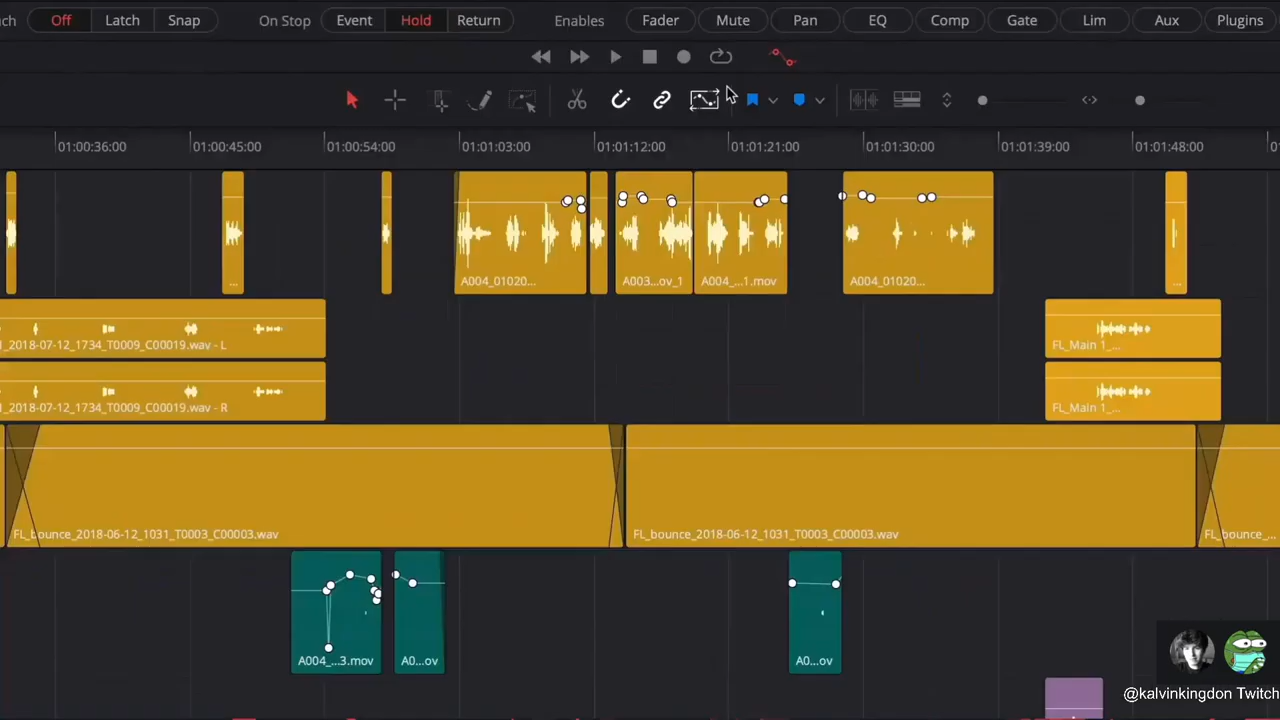 ch Off Latch Snap On Stop Event Hold Return Enables Fader Mute Pan EQ Comp Gate Lim Aux Plugins
01:00:36:00 01:00:45:00 01:00:54:00 01:01:03:00 01:01:12:00 01:01:21:00 01:01:30:00 01:01:39:00 01:01:48:00
... A004_01020... A003...ov_1 A004_...1.mov A004_01020... ...
1_2018-07-12_1734_T0009_C00019.wav - L FL_Main 1_...
1_2018-07-12_1734_T0009_C00019.wav - R FL_Main 1_...
FL_bounce_2018-06-12_1031_T0003_C00003.wav FL_bounce_2018-06-12_1031_T0003_C00003.wav FL_bounce_...
A004_...3.mov A0...ov A0...ov
@kalvinkingdon Twitch